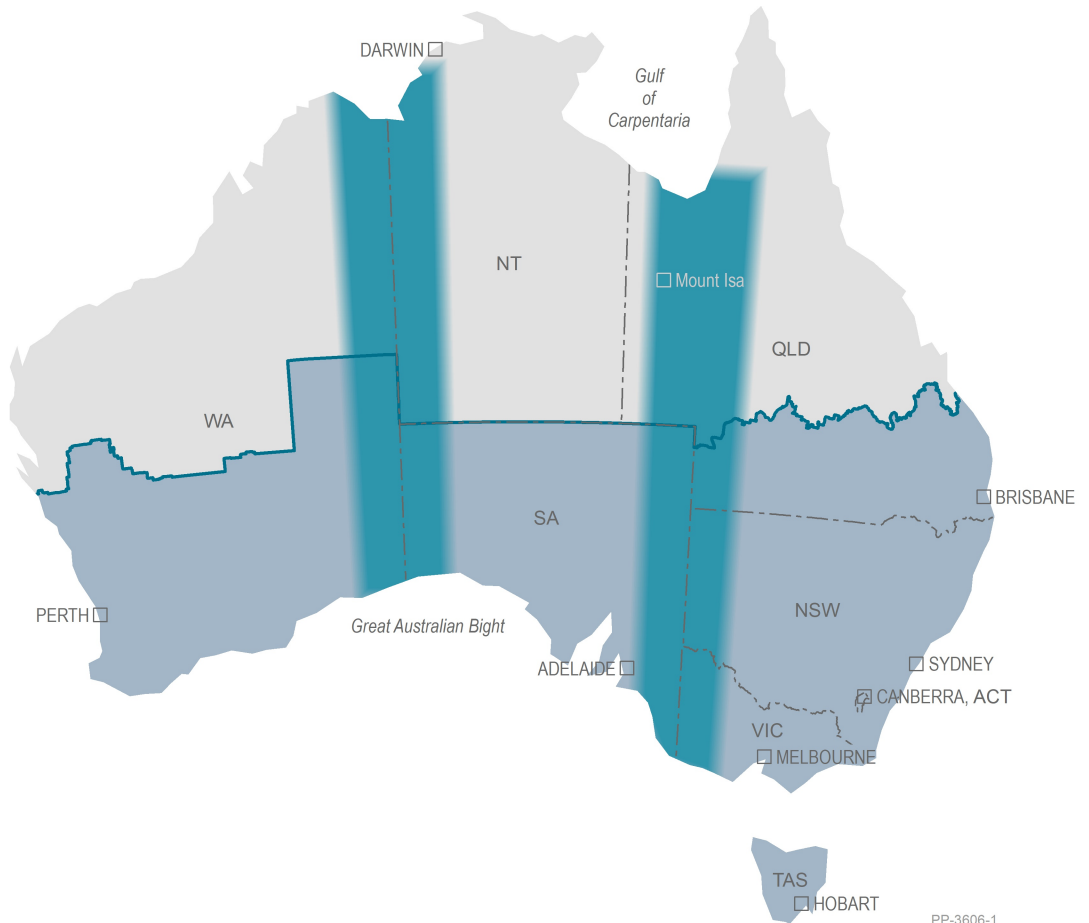 DARWIN
Gulf
of
Carpentaria
NT
Mount Isa
QLD
WA
BRISBANE
SA
NSW
PERTH
Great Australian Bight
ADELAIDE
SYDNEY
CANBERRA, ACT
VIC
MELBOURNE
TAS
HOBART
PP-3606-1